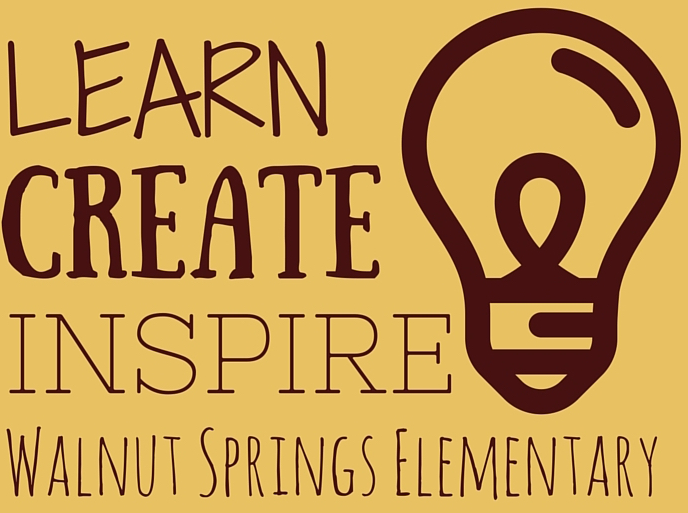 LEARN
CREATE
INSPIRE
WALNUT SPRINGS ELEMENTARY